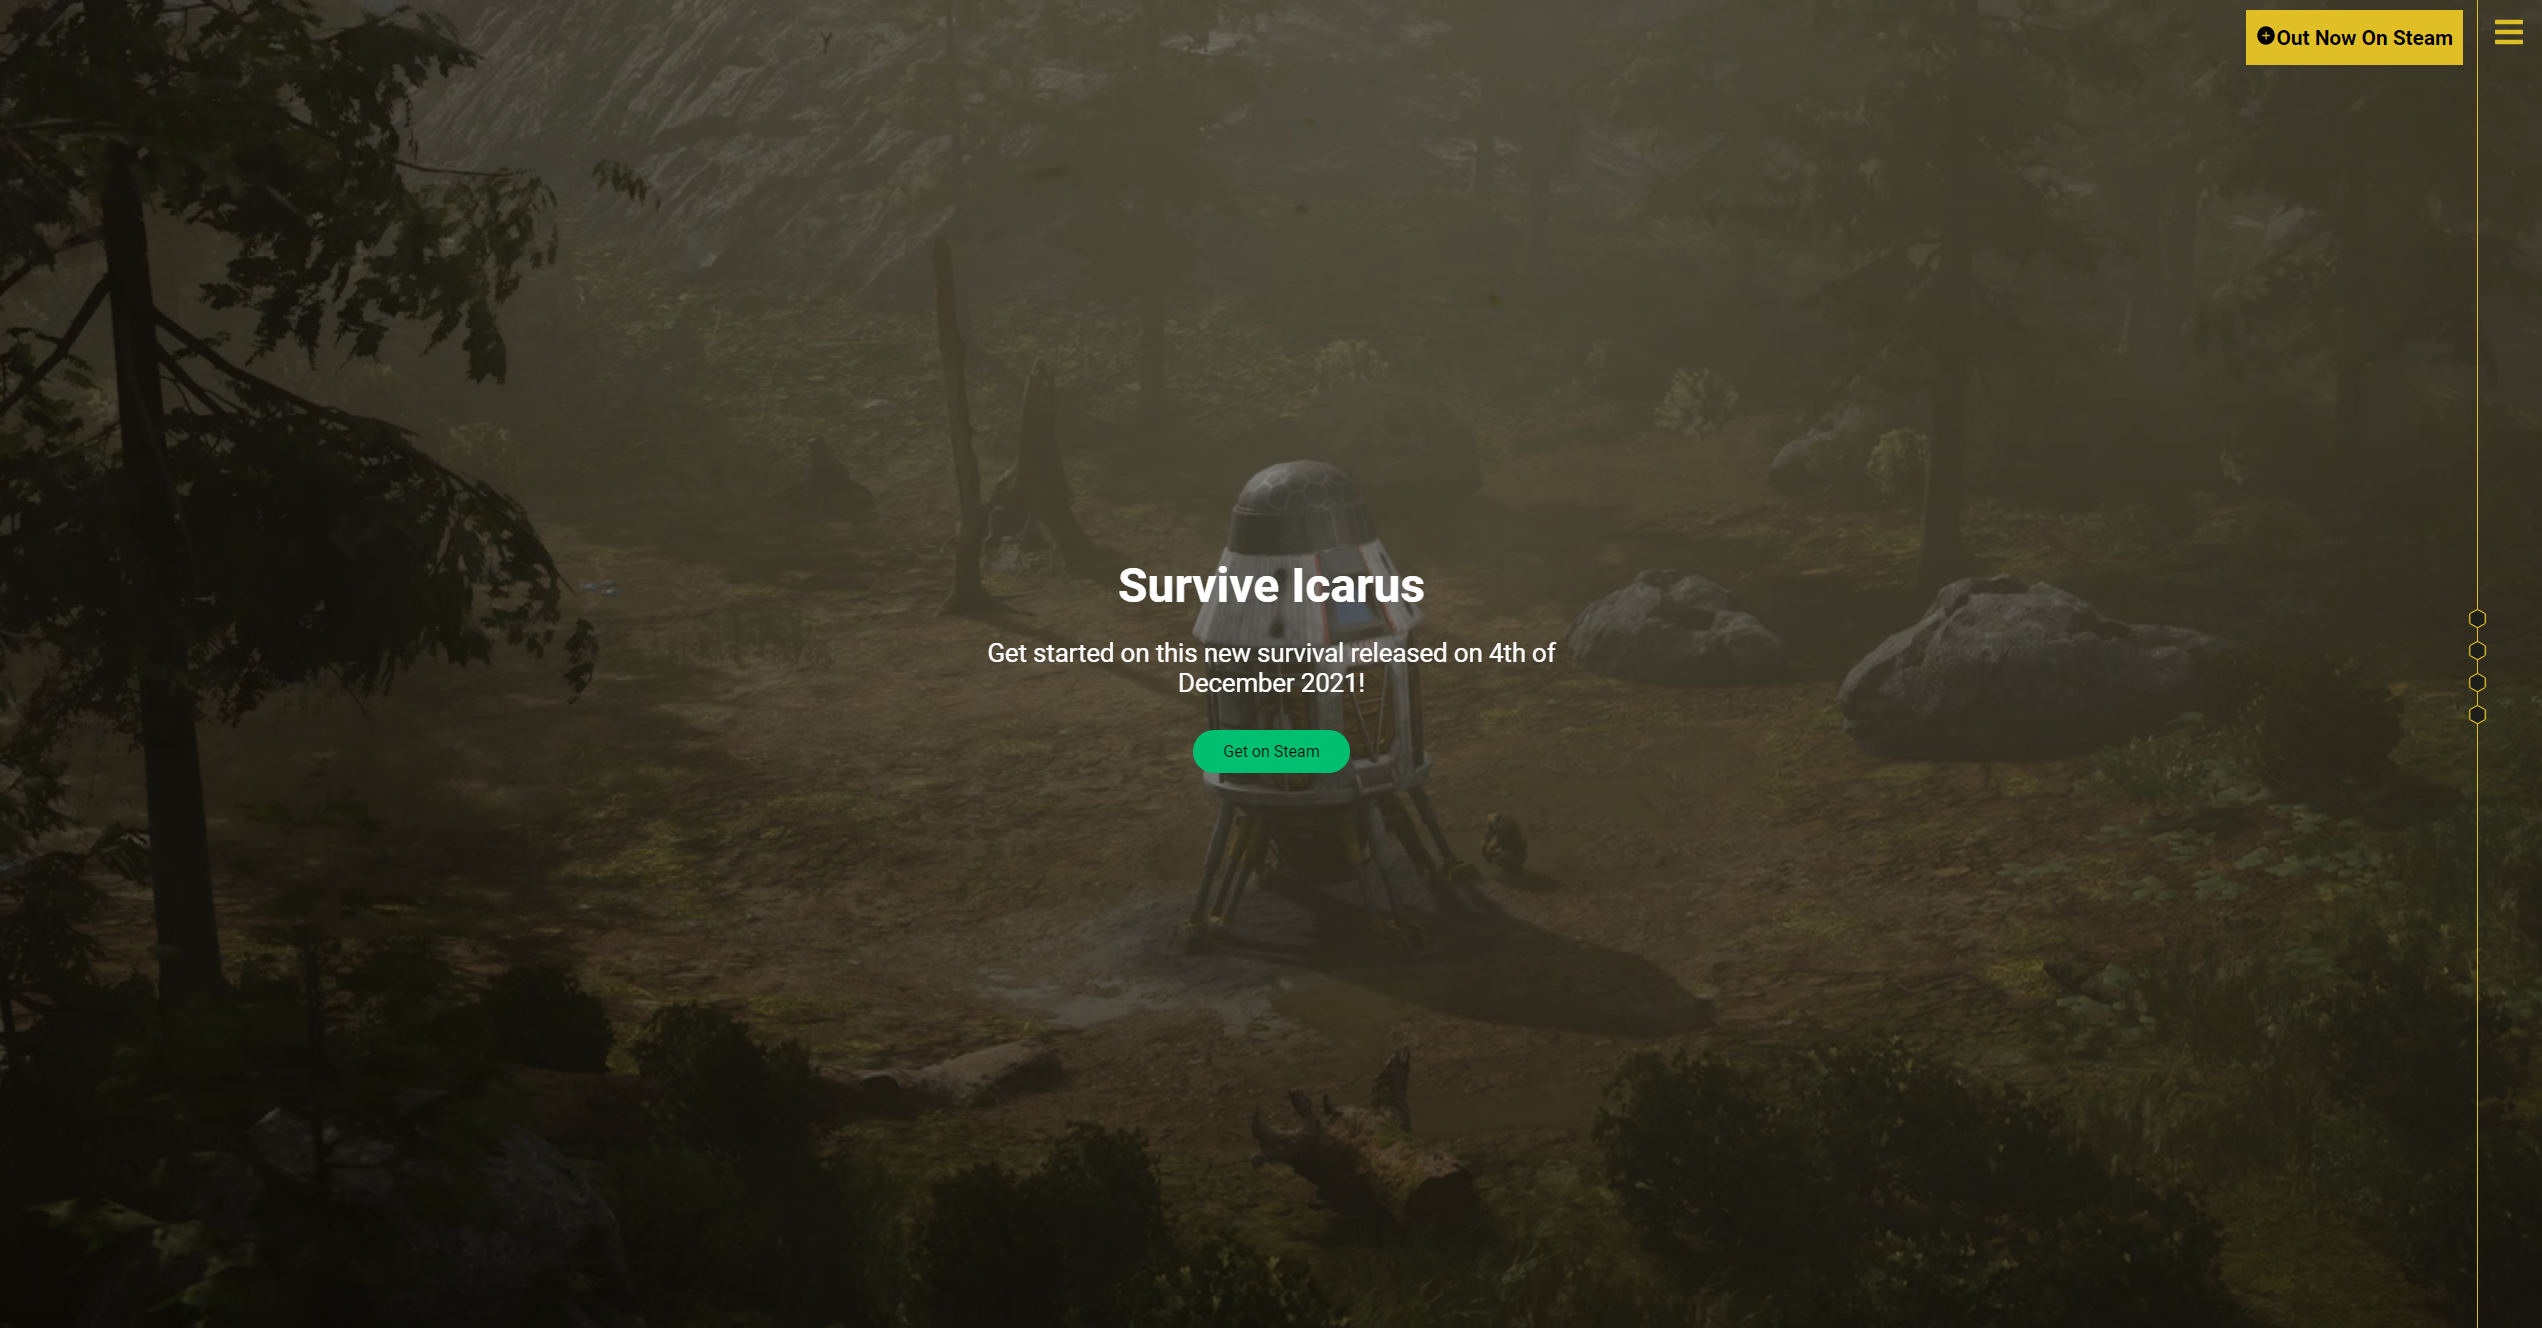 Out Now On Steam
Survive Icarus
Get started on this new survival released on 4th of
December 2021!
Get on Steam